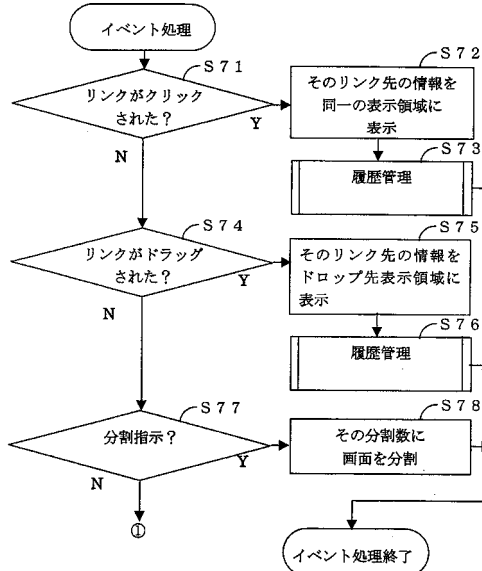 イベント処理
S71
リンクがクリック
された?
Y
N
S72
そのリンク先の情報を
同一の表示領域に
表示
S73
履歴管理
S74
リンクがドラッグ
された?
Y
N
S75
そのリンク先の情報を
ドロップ先表示領域に
表示
S76
履歴管理
S77
分割指示?
Y
N
S78
その分割数に
画面を分割
①
イベント処理終了